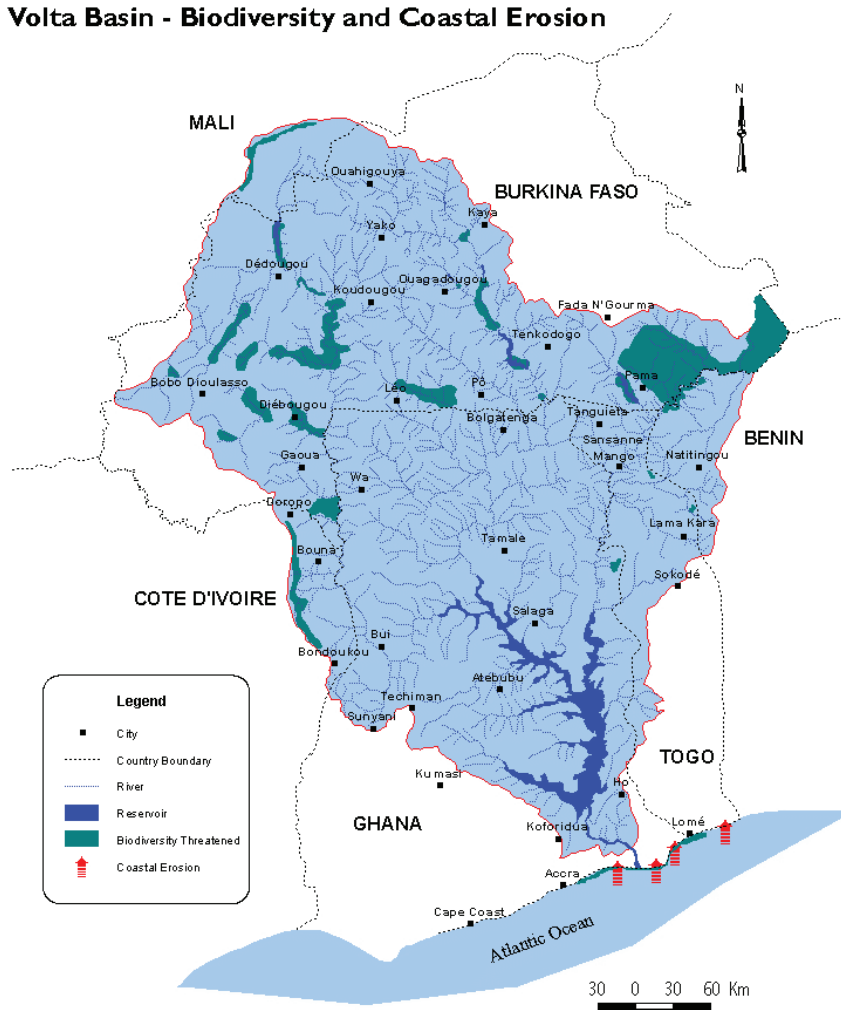 Volta Basin - Biodiversity and Coastal Erosion
N
MALI
Ouahigouya
BURKINA FASO
Kaya
Yako
Dédougou
Ouagadougou
Koudougou
Fada N'Gourma
Tenkodogo
Bobo Dioulasso
Léo
Pô
Pama
Diébougou
Bolgatenga
Tanguieta
Sansanne
Mango
BENIN
Gaoua
Natitingou
Wa
Doropo
Lama Kara
Tamale
Bouna
Sokodé
COTE D'IVOIRE
Salaga
Bui
Bondoukou
Atebubu
Techiman
Sunyani
Legend
City
Country Boundary
River
Reservoir
Biodiversity Threatened
Coastal Erosion
TOGO
Kumasi
Ho
GHANA
Koforidua
Lomé
Accra
Cape Coast
Atlantic Ocean
30 0 30 60 Km